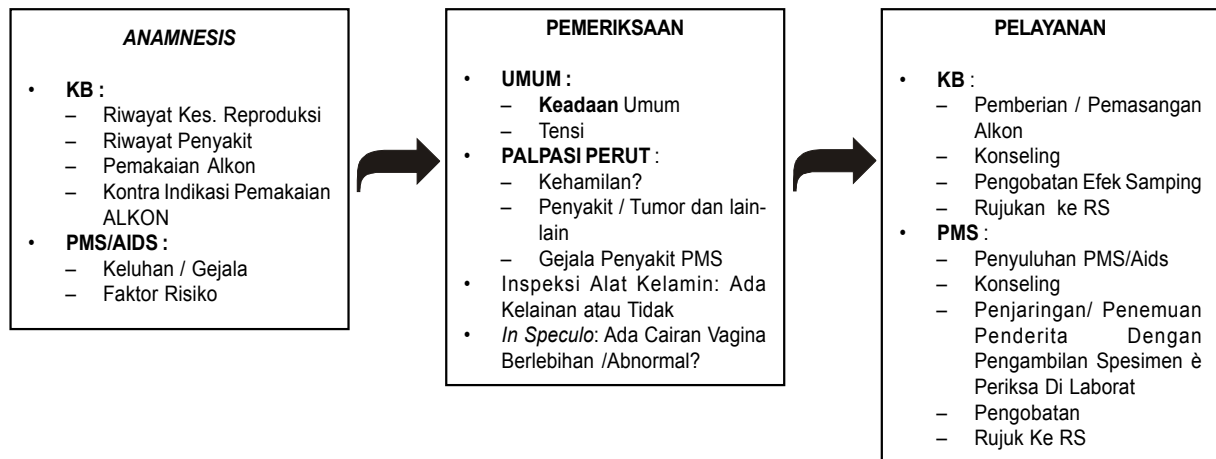 ANAMNESIS
• KB :
– Riwayat Kes. Reproduksi
– Riwayat Penyakit
– Pemakaian Alkon
– Kontra Indikasi Pemakaian
ALKON
• PMS/AIDS :
– Keluhan / Gejala
– Faktor Risiko
PEMERIKSAAN
• UMUM :
– Keadaan Umum
– Tensi
• PALPASI PERUT :
– Kehamilan?
– Penyakit / Tumor dan lain-
lain
– Gejala Penyakit PMS
• Inspeksi Alat Kelamin: Ada
Kelainan atau Tidak
• In Speculo: Ada Cairan Vagina
Berlebihan /Abnormal?
PELAYANAN
• KB :
– Pemberian / Pemasangan
Alkon
– Konseling
– Pengobatan Efek Samping
– Rujukan ke RS
• PMS :
– Penyuluhan PMS/Aids
– Konseling
– Penjaringan/ Penemuan
Penderita Dengan
Pengambilan Spesimen è
Periksa Di Laborat
– Pengobatan
– Rujuk Ke RS